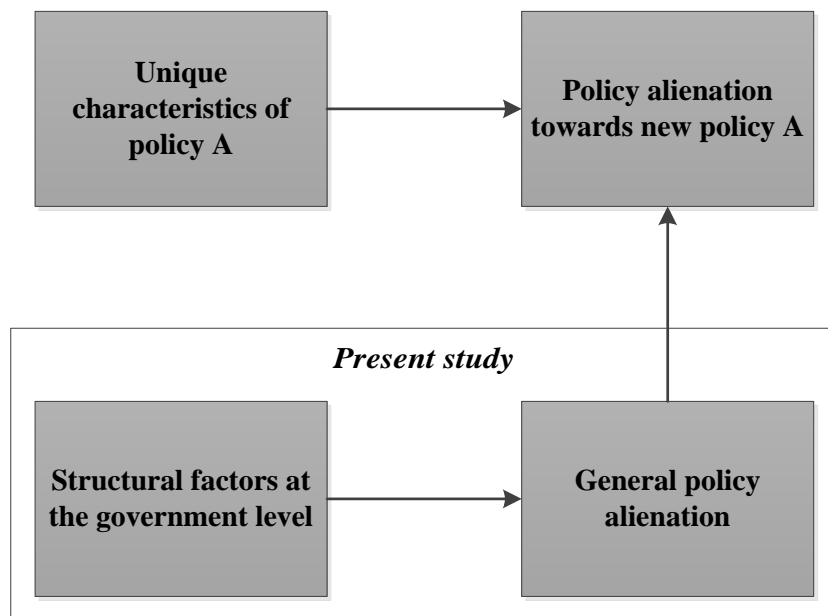 Unique
characteristics of
policy A
Policy alienation
towards new policy A
Present study
Structural factors at
the government level
General policy
alienation